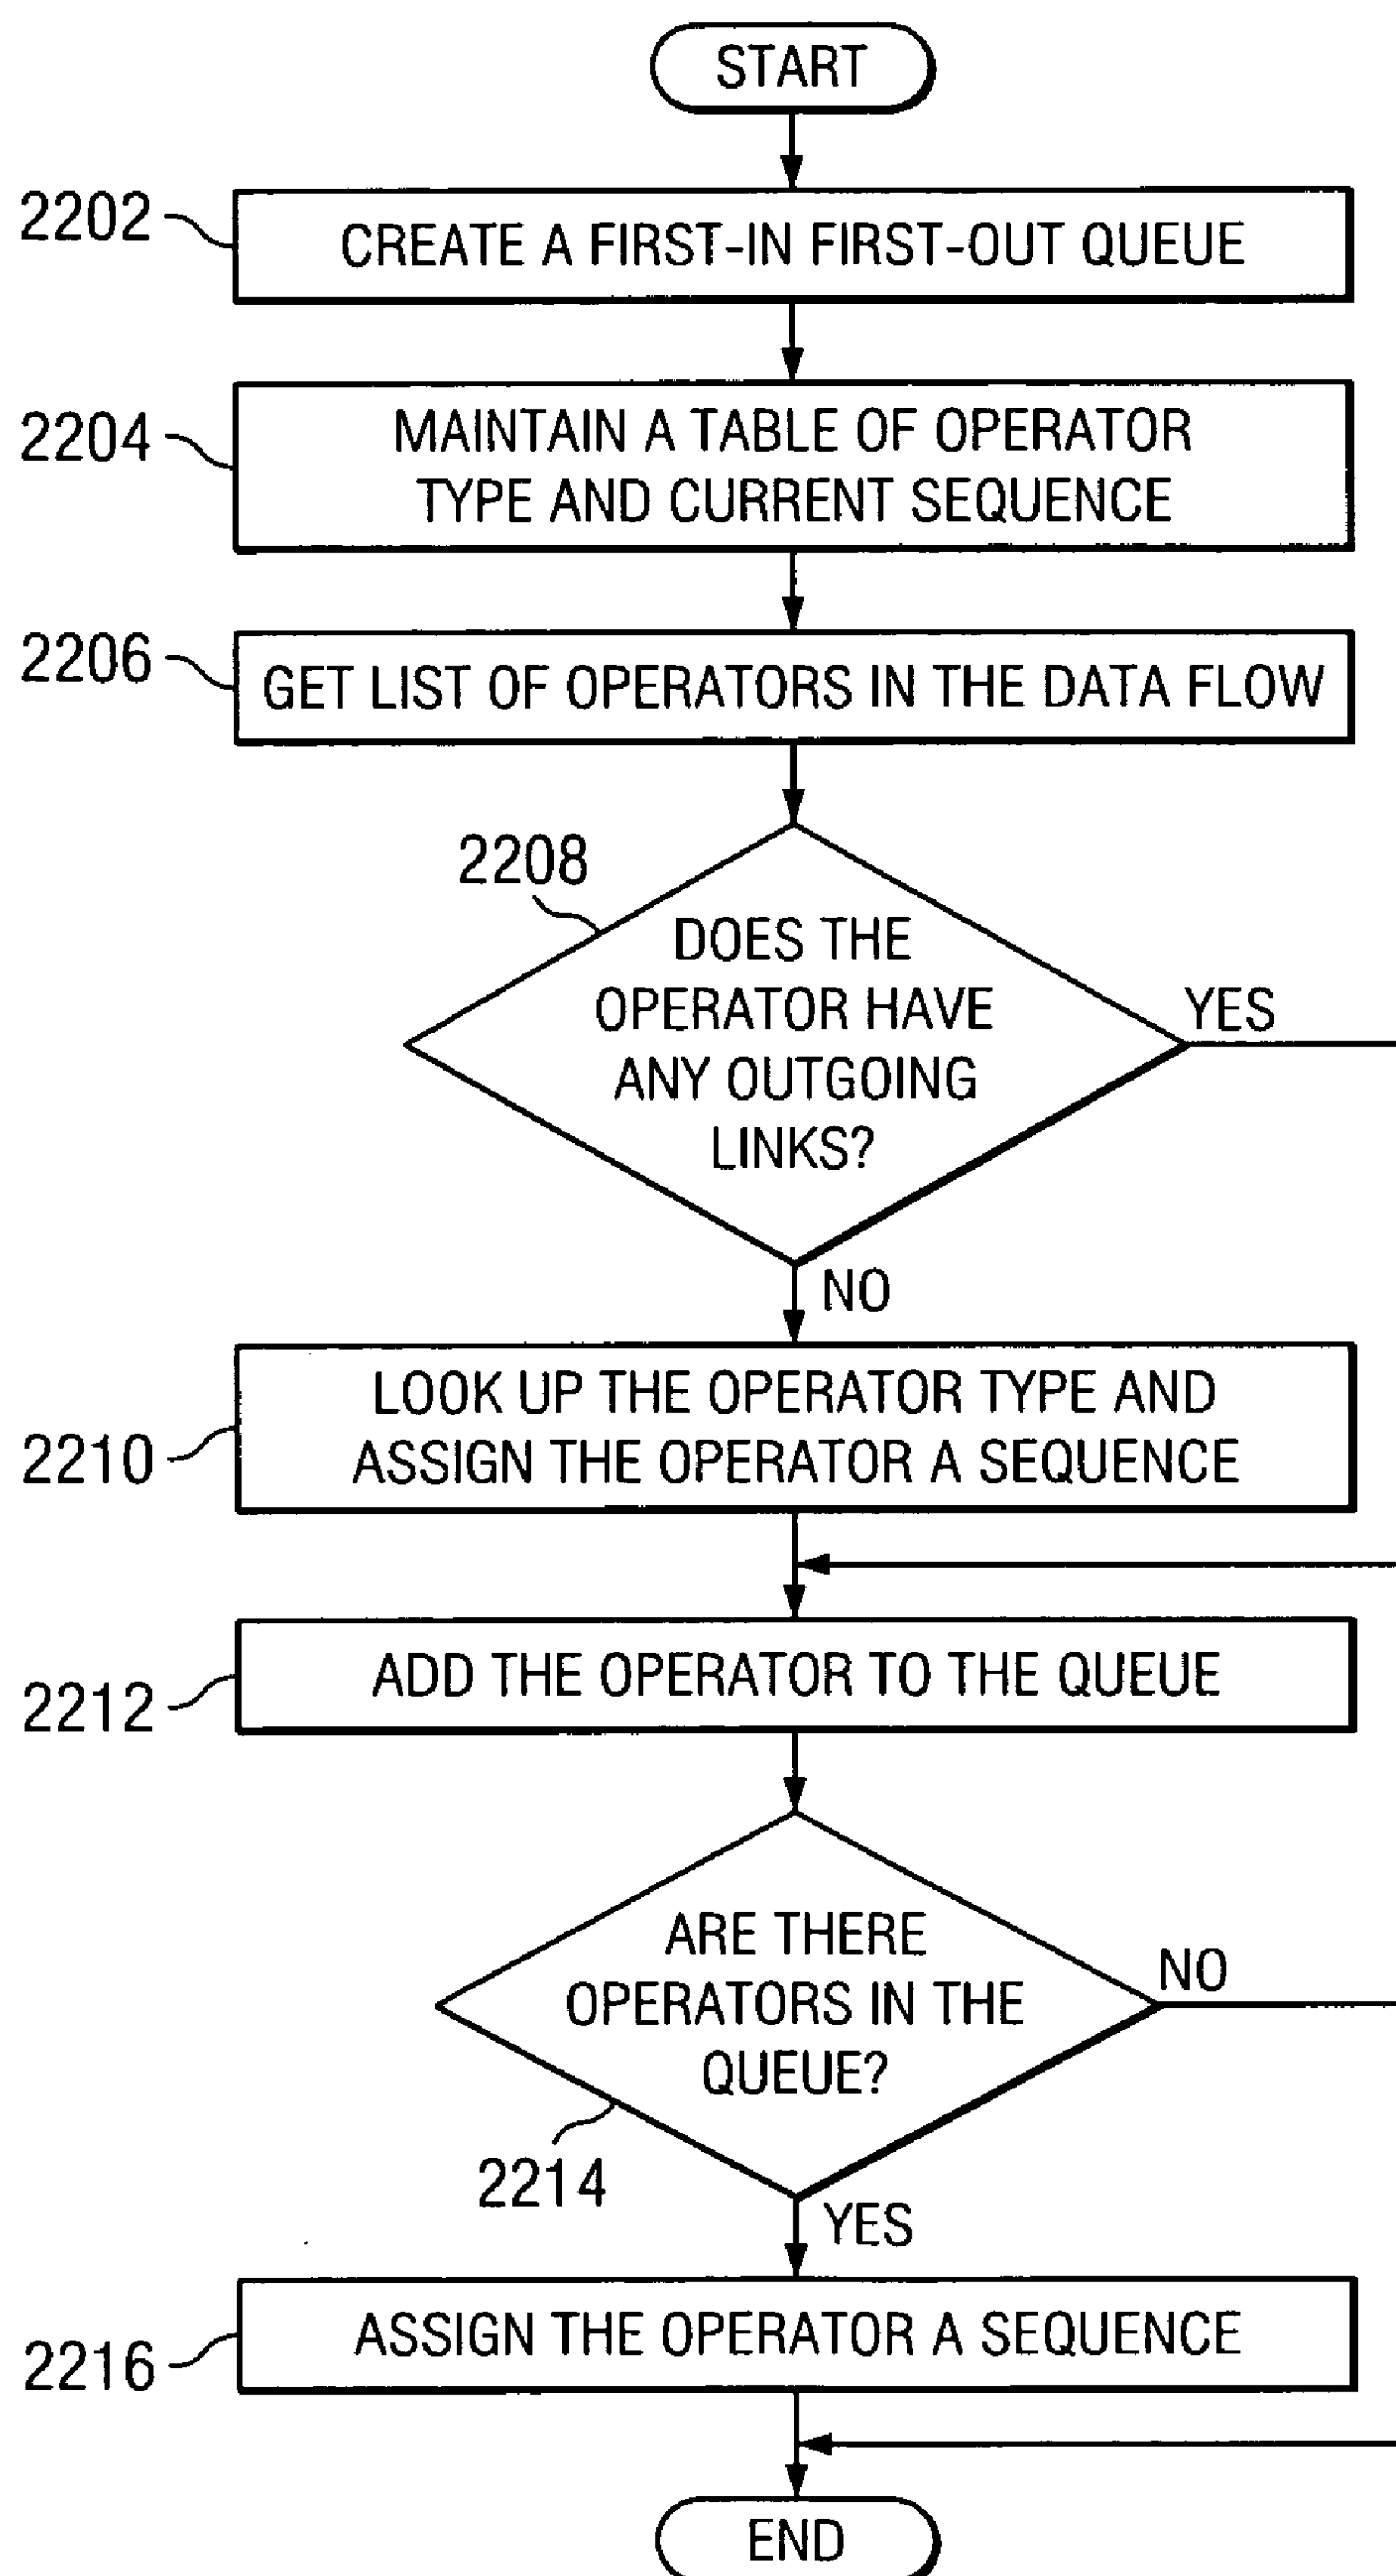 START
2202
CREATE A FIRST-IN FIRST-OUT QUEUE
2204
MAINTAIN A TABLE OF OPERATOR
TYPE AND CURRENT SEQUENCE
2206
GET LIST OF OPERATORS IN THE DATA FLOW
2208
DOES THE
OPERATOR HAVE
ANY OUTGOING
LINKS?
YES
NO
LOOK UP THE OPERATOR TYPE AND
ASSIGN THE OPERATOR A SEQUENCE
2210
ADD THE OPERATOR TO THE QUEUE
2212
ARE THERE
OPERATORS IN THE
QUEUE?
NO
2214
YES
ASSIGN THE OPERATOR A SEQUENCE
2216
END